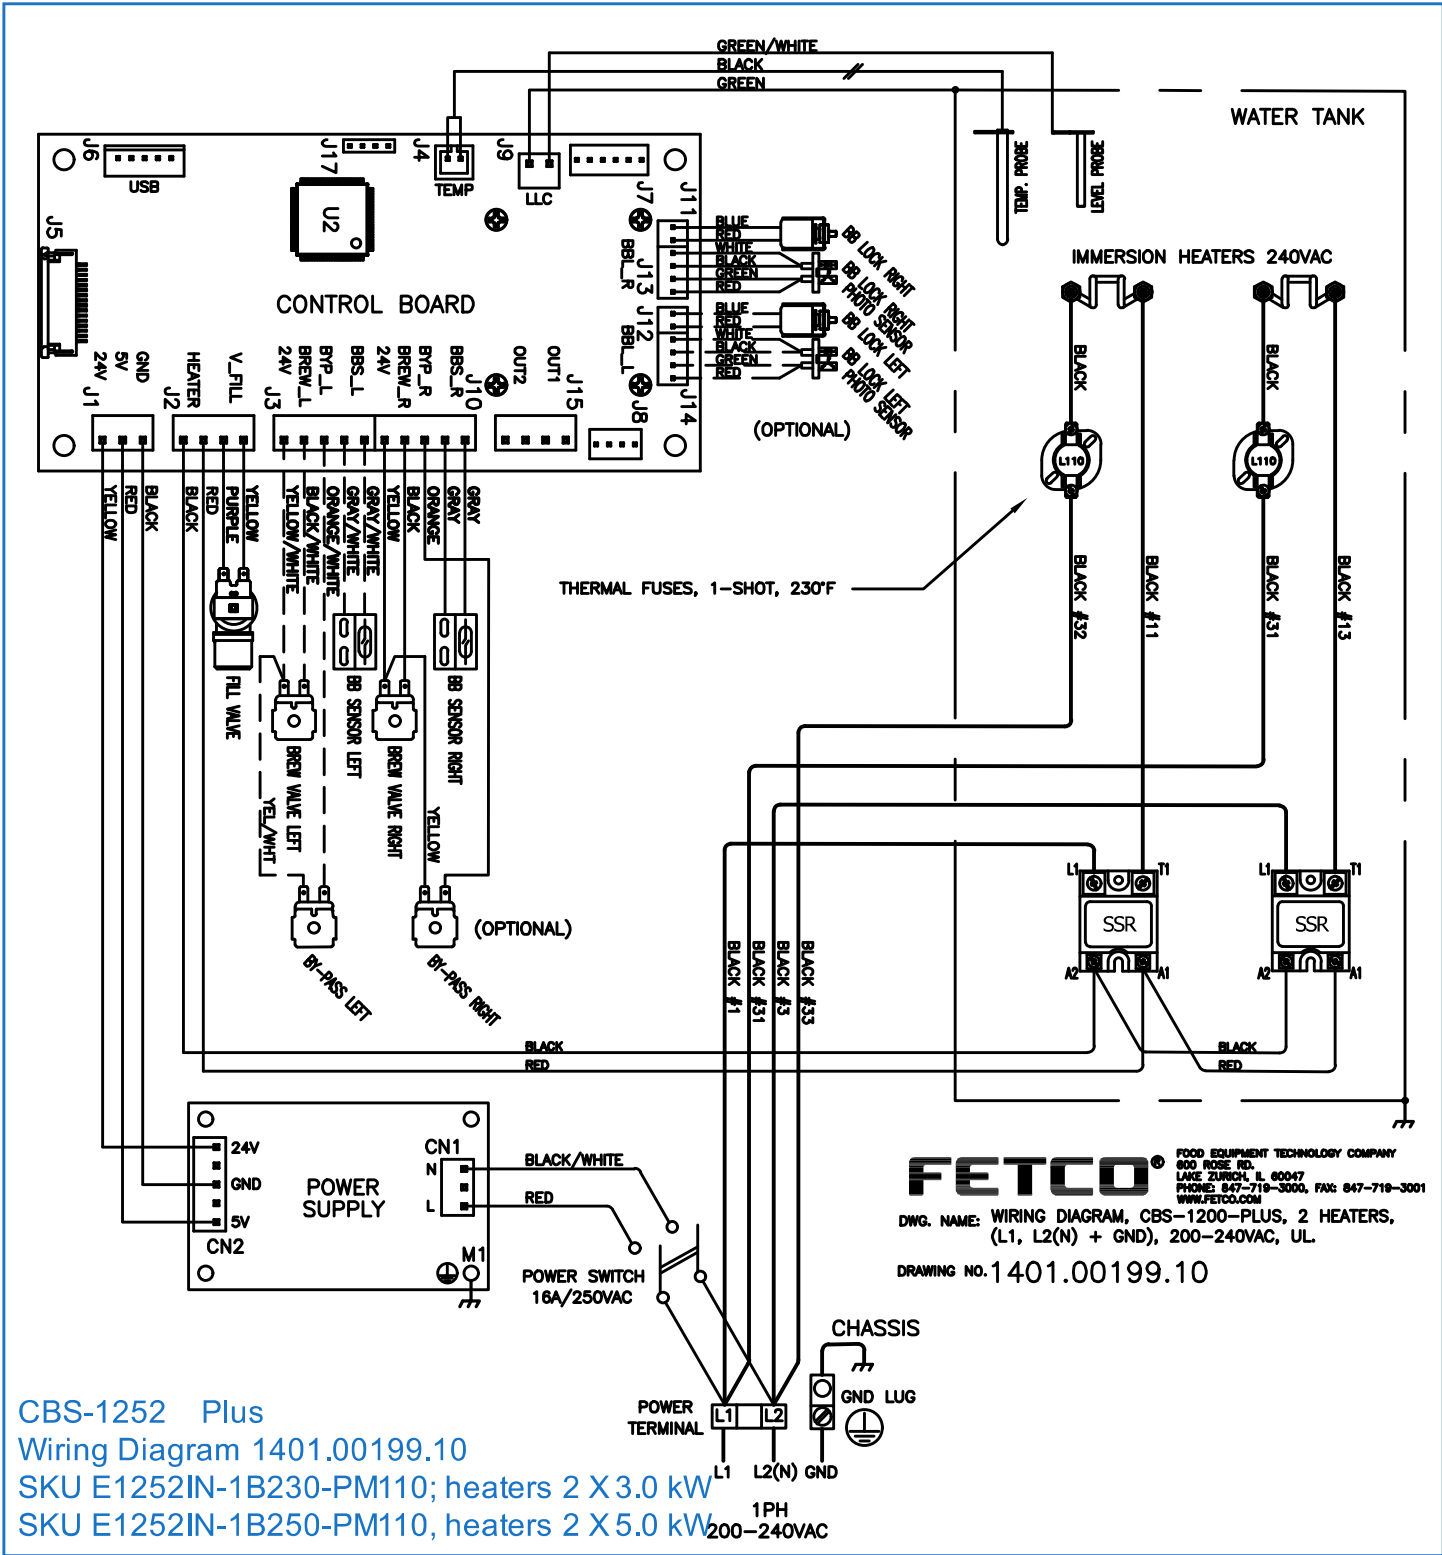 GREEN/WHITE
BLACK
GREEN
WATER TANK
TEMP. PROBE
LEVEL PROBE
J6
USB
J17
J4
TEMP
J9
LLC
J7
J11
U2
J5
CONTROL BOARD
BBL_R
J13
J12
BBL_L
J14
BLUE
RED
WHITE
BLACK
GREEN
RED
BLUE
RED
WHITE
BLACK
GREEN
RED
BB LOCK RIGHT
BB LOCK RIGHT
PHOTO SENSOR
BB LOCK LEFT
BB LOCK LEFT
PHOTO SENSOR
(OPTIONAL)
IMMERSION HEATERS 240VAC
BLACK
BLACK
L110
L110
THERMAL FUSES, 1-SHOT, 230°F
BLACK #32
BLACK #11
BLACK #31
BLACK #13
J1
24V
5V
GND
J2
HEATER
V_FILL
J3
24V
BREW_L
BYP_L
BBS_L
24V
BREW_R
BYP_R
BBS_R
J10
OUT2
OUT1
J15
J8
YELLOW
RED
BLACK
BLACK
RED
PURPLE
YELLOW
YELLOW/WHITE
BLACK/WHITE
ORANGE/WHITE
GRAY/WHITE
GRAY/WHITE
YELLOW
BLACK
ORANGE
GRAY
GRAY
FILL VALVE
BREW VALVE LEFT
BB SENSOR LEFT
BREW VALVE RIGHT
BB SENSOR RIGHT
YEL/WHT
YELLOW
BY-PASS LEFT
BY-PASS RIGHT
(OPTIONAL)
L1
T1
SSR
A2
A1
L1
T1
SSR
A2
A1
BLACK #1
BLACK #31
BLACK #3
BLACK #33
BLACK
RED
BLACK
RED
24V
GND
5V
CN2
POWER
SUPPLY
CN1
N
L
M1
BLACK/WHITE
RED
POWER SWITCH
16A/250VAC
FETCO®
FOOD EQUIPMENT TECHNOLOGY COMPANY
600 ROSE RD.
LAKE ZURICH, IL 60047
PHONE: 847-719-3000, FAX: 847-719-3001
WWW.FETCO.COM
DWG. NAME: WIRING DIAGRAM, CBS-1200-PLUS, 2 HEATERS,
(L1, L2(N) + GND), 200-240VAC, UL.
DRAWING NO. 1401.00199.10
CHASSIS
GND LUG
POWER
TERMINAL
L1
L2
L1
L2(N)
GND
1PH
200-240VAC
CBS-1252 Plus
Wiring Diagram 1401.00199.10
SKU E1252IN-1B230-PM110; heaters 2 X 3.0 kW
SKU E1252IN-1B250-PM110, heaters 2 X 5.0 kW